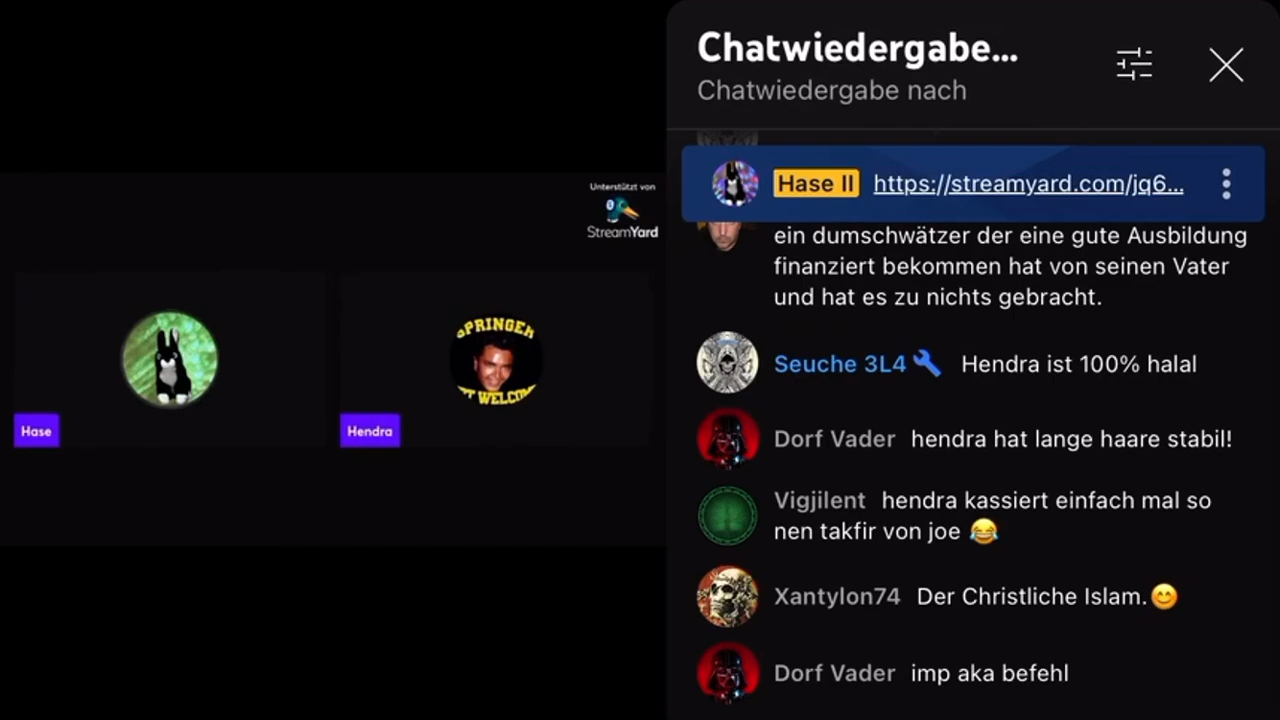 Unterstützt von
StreamYard
SPRINGER
WELCOM
Hase
Hendra
Chatwiedergabe...
Chatwiedergabe nach
Hase II https://streamyard.com/jq6...
ein dumschwätzer der eine gute Ausbildung
finanziert bekommen hat von seinen Vater
und hat es zu nichts gebracht.
Seuche 3L4 Hendra ist 100% halal
Dorf Vader hendra hat lange haare stabil!
Vigjilent hendra kassiert einfach mal so
nen takfir von joe 😂
Xantylon74 Der Christliche Islam.😊
Dorf Vader imp aka befehl